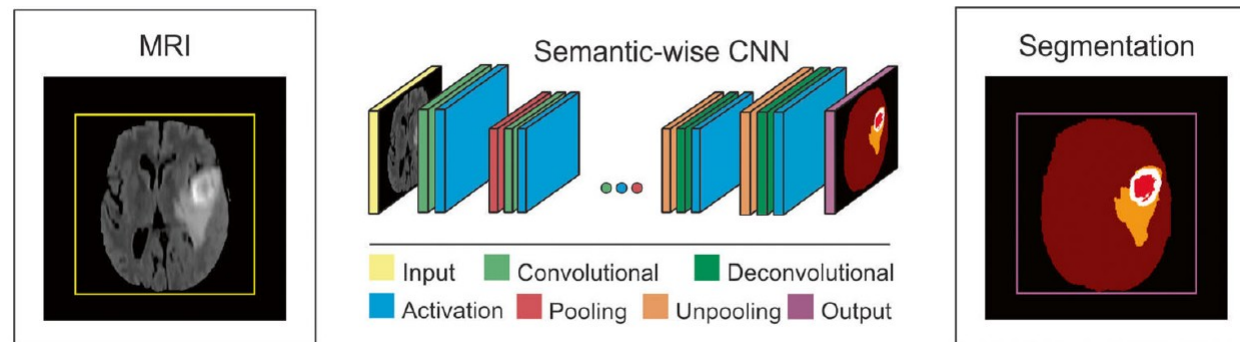 MRI
Semantic-wise CNN
Segmentation
Input
Convolutional
Deconvolutional
Activation
Pooling
Unpooling
Output